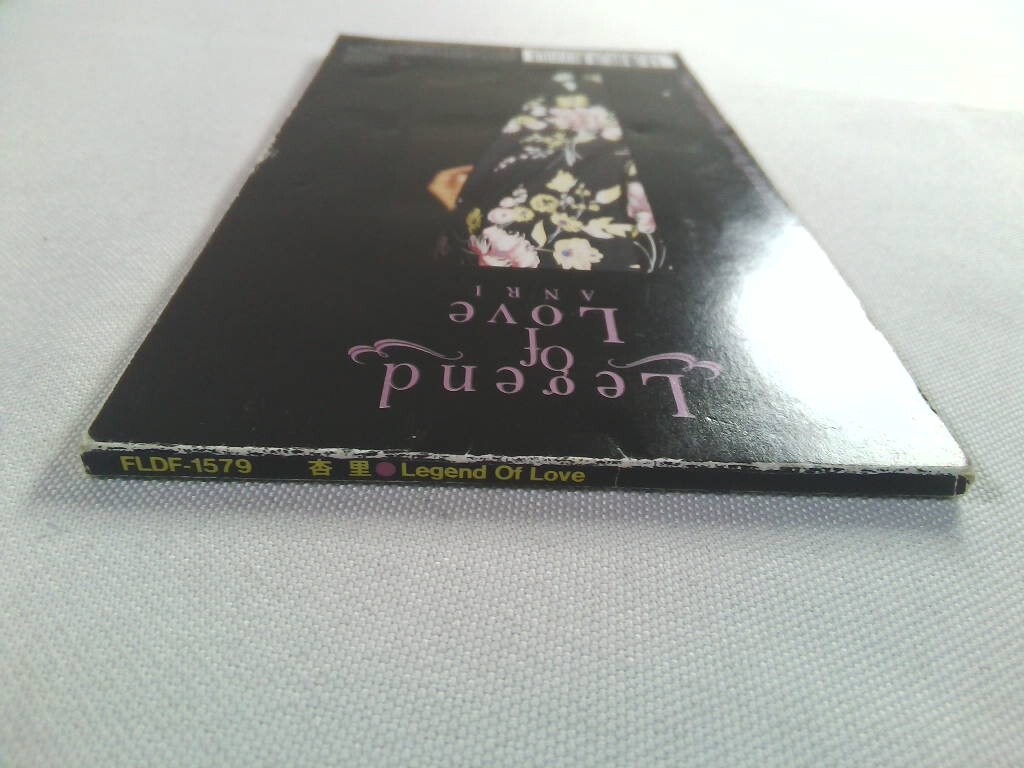 Legend
of
Love
ANRI
FLDF-1579 杏里●Legend Of Love